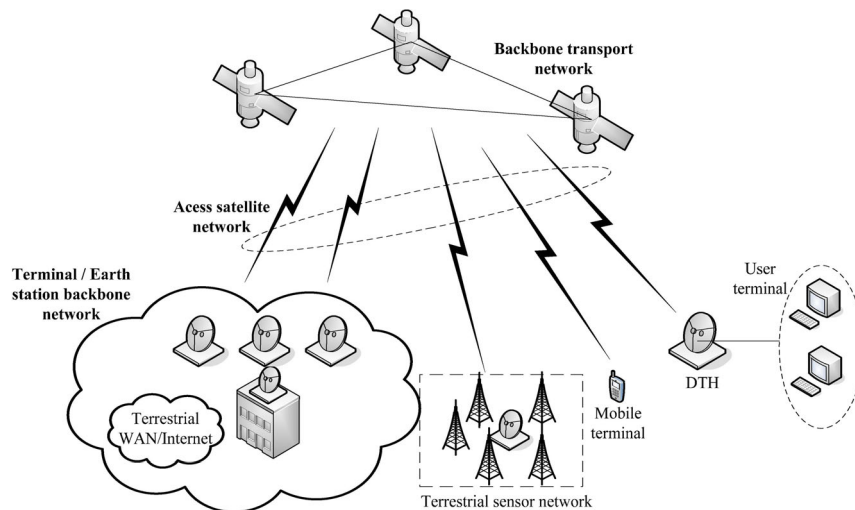 Backbone transport
network
Acess satellite
network
Terminal / Earth
station backbone
network
User
terminal
DTH
Terrestrial
WAN/Internet
Mobile
terminal
Terrestrial sensor network